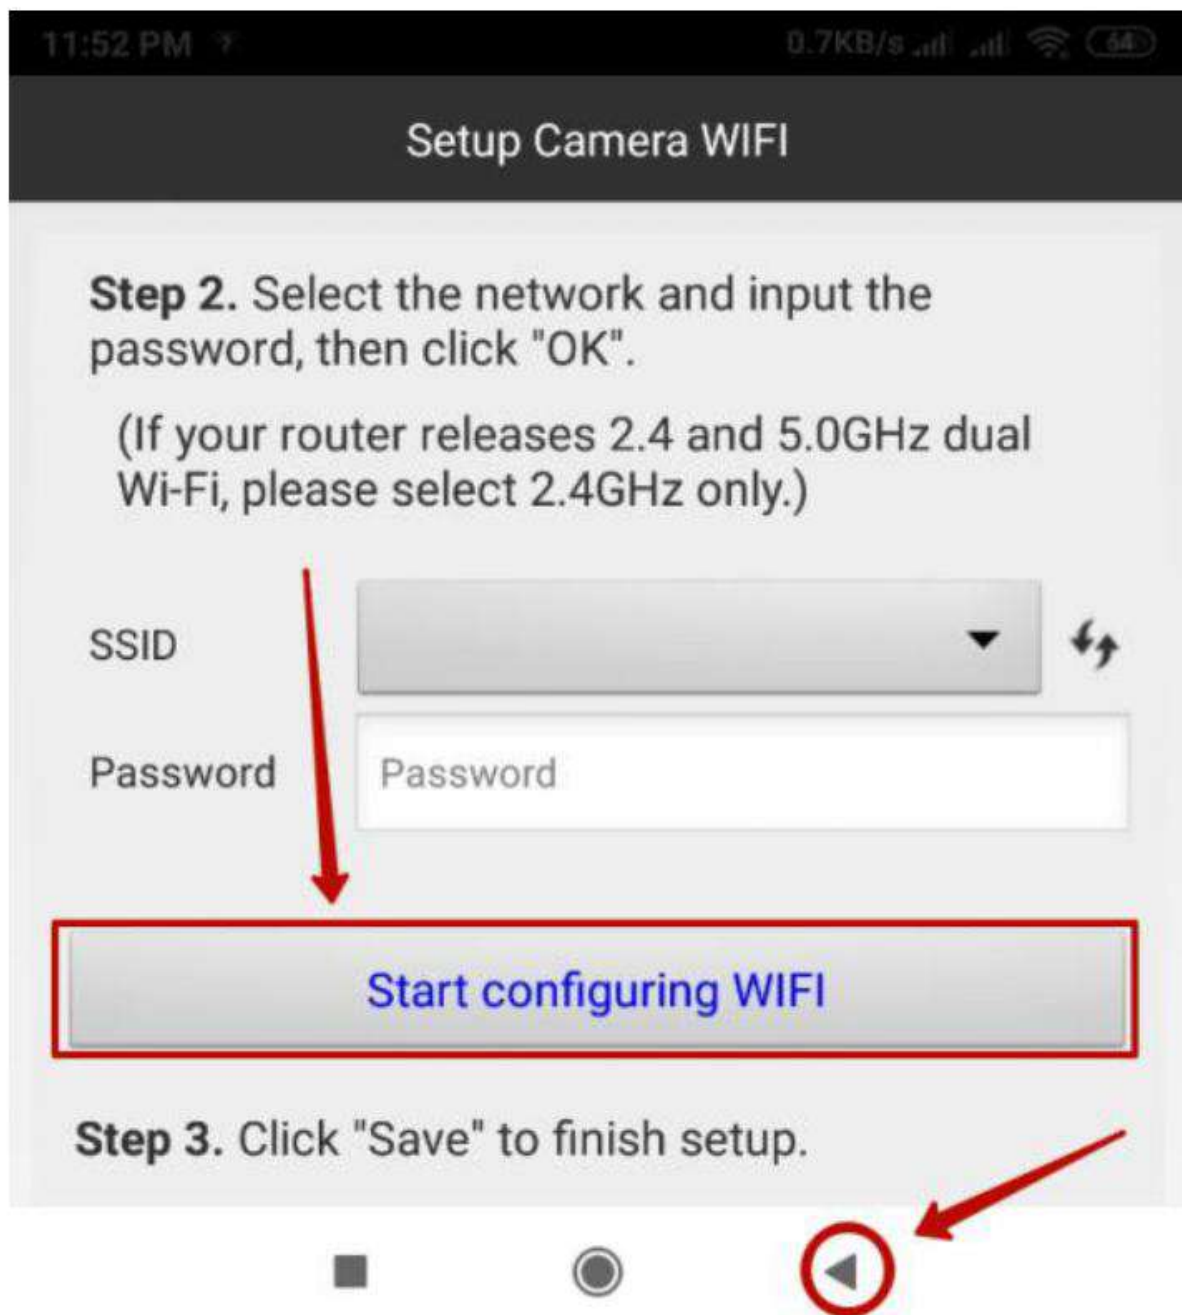 11:52 PM
0.7KB/s 64
Setup Camera WIFI
Step 2. Select the network and input the
password, then click "OK".
(If your router releases 2.4 and 5.0GHz dual
Wi-Fi, please select 2.4GHz only.)
SSID
Password Password
Start configuring WIFI
Step 3. Click "Save" to finish setup.